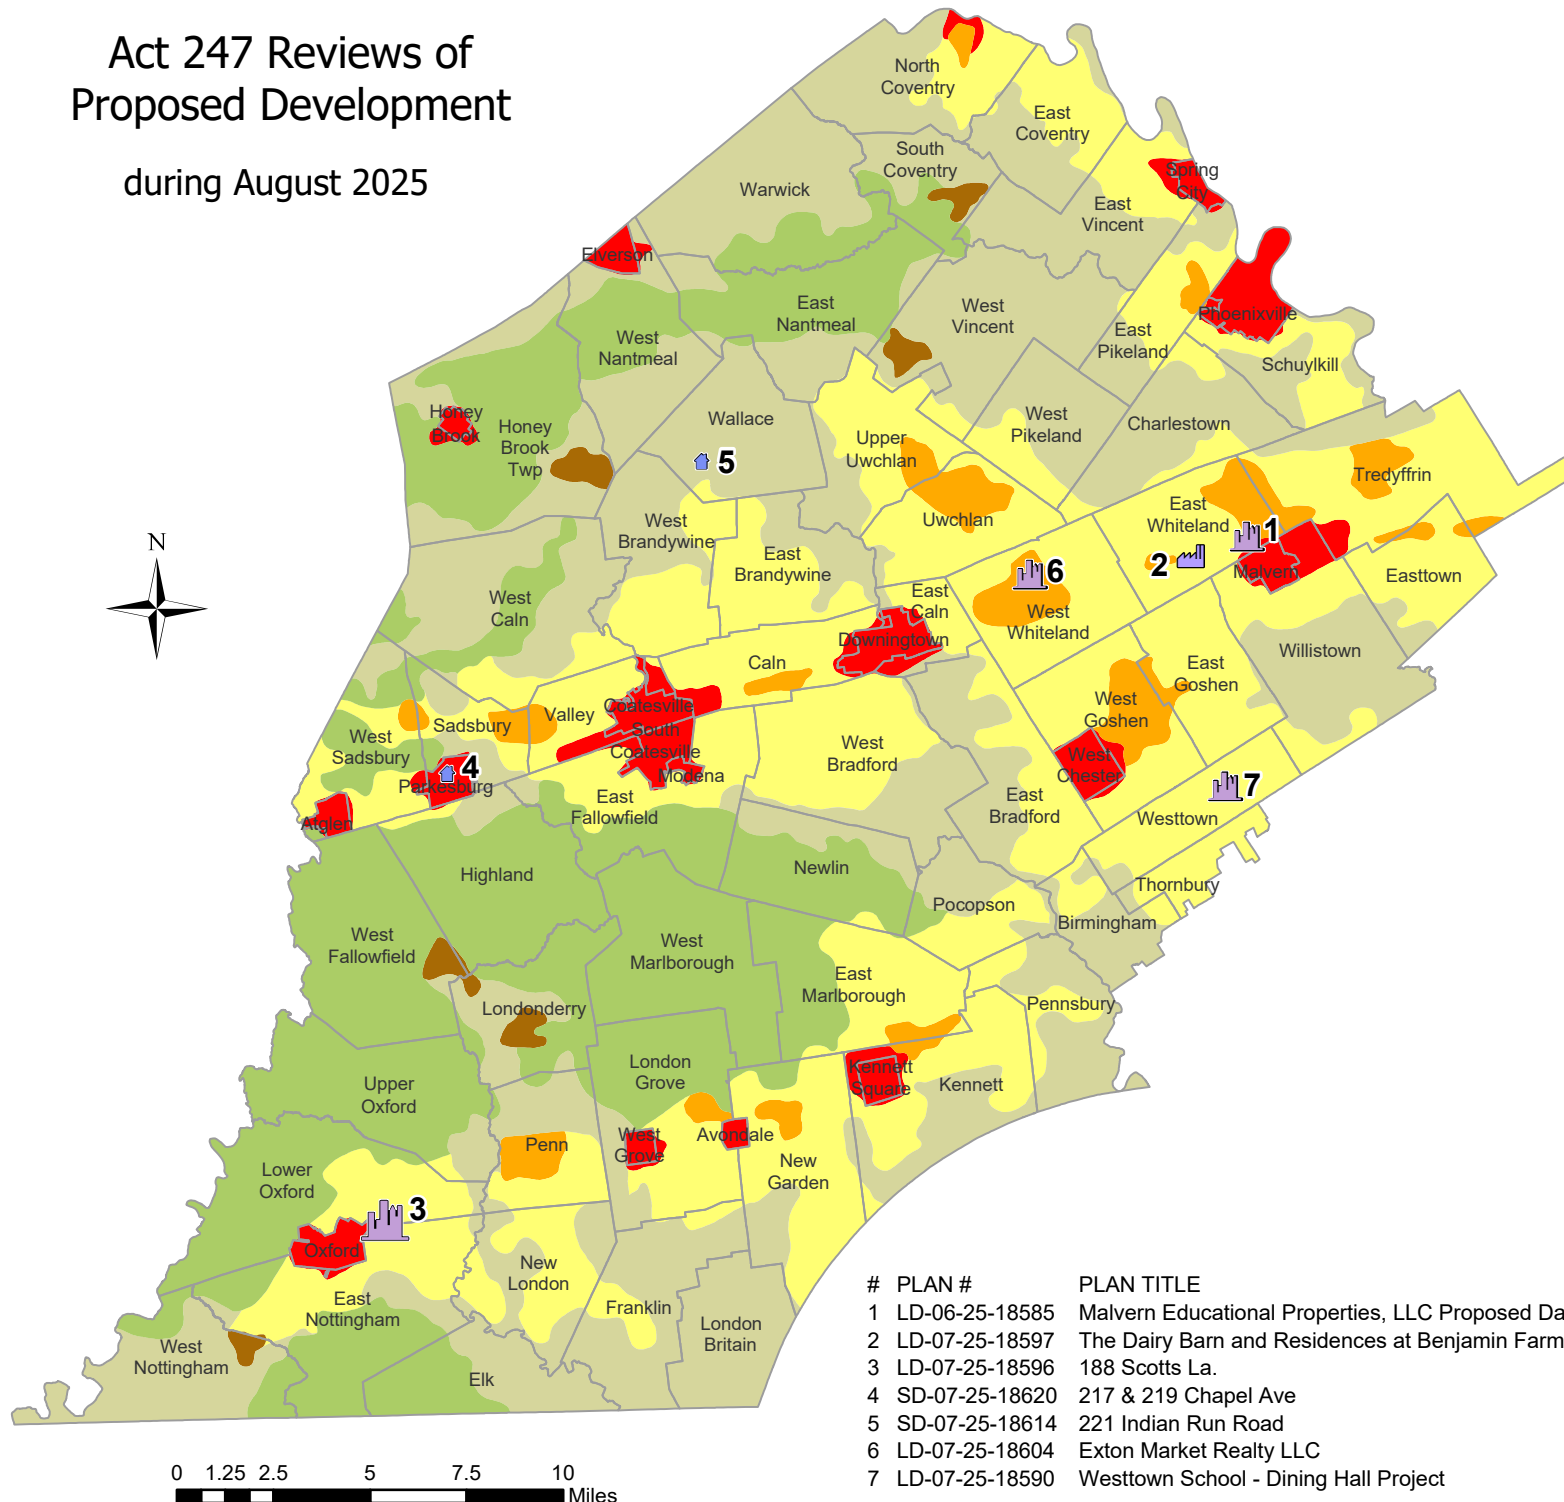 Act 247 Reviews of
Proposed Development
during August 2025
North
Coventry
East
Coventry
South
Coventry
Spring
City
Warwick
East
Vincent
Elverson
East
Nantmeal
West
Vincent
Phoenixville
West
Nantmeal
East
Pikeland
Schuylkill
Honey
Brook
Honey
Brook
Twp
Wallace
West
Pikeland
Charlestown
Upper
Uwchlan
5
Tredyffrin
Uwchlan
East
Whiteland
1
West
Brandywine
East
Brandywine
2
6
Malvern
Easttown
N
West
Caln
East
Caln
West
Whiteland
Downingtown
Willistown
Caln
East
Goshen
Coatesville
Valley
Sadsbury
West
Goshen
West
Sadsbury
South
Coatesville
West
Bradford
West
Chester
4
Parkesburg
Modena
7
East
Fallowfield
East
Bradford
Westtown
Atglen
Highland
Newlin
Thornbury
Pocopson
Birmingham
West
Fallowfield
West
Marlborough
East
Marlborough
Pennsbury
Londonderry
London
Grove
Kennett
Square
Kennett
Upper
Oxford
Penn
West
Grove
Avondale
New
Garden
Lower
Oxford
3
Oxford
New
London
East
Nottingham
Franklin
London
Britain
West
Nottingham
Elk
# PLAN # PLAN TITLE
1 LD-06-25-18585 Malvern Educational Properties, LLC Proposed Da
2 LD-07-25-18597 The Dairy Barn and Residences at Benjamin Farm
3 LD-07-25-18596 188 Scotts La.
4 SD-07-25-18620 217 & 219 Chapel Ave
5 SD-07-25-18614 221 Indian Run Road
6 LD-07-25-18604 Exton Market Realty LLC
7 LD-07-25-18590 Westtown School - Dining Hall Project
0 1.25 2.5 5 7.5 10
Miles